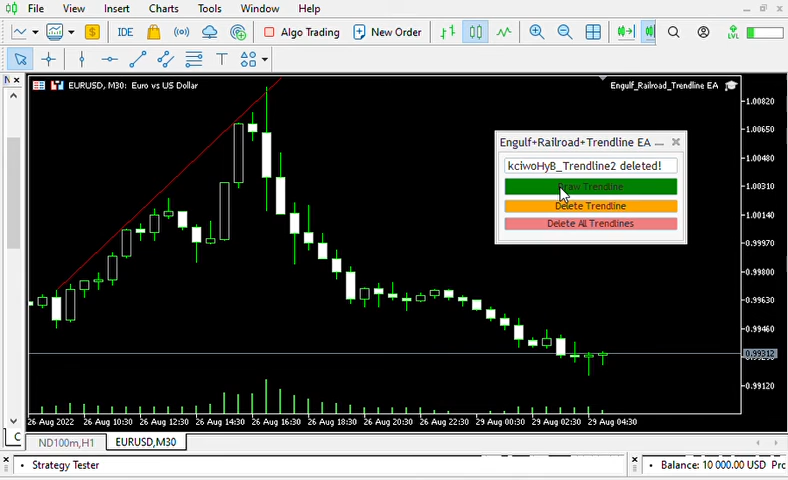 File View Insert Charts Tools Window Help
$ IDE Algo Trading New Order LVL
T
EURUSD, M30: Euro vs US Dollar
Engulf_Railroad_Trendline EA
Engulf+Railroad+Trendline EA
kciwoHyB_Trendline2 deleted!
Draw Trendline
Delete Trendline
Delete All Trendlines
1.00820
1.00650
1.00480
1.00310
1.00140
0.99970
0.99800
0.99630
0.99460
0.99312
0.99120
26 Aug 2022 26 Aug 10:30 26 Aug 12:30 26 Aug 14:30 26 Aug 16:30 26 Aug 18:30 26 Aug 20:30 26 Aug 22:30 29 Aug 00:30 29 Aug 02:30 29 Aug 04:30
ND100m,H1 EURUSD,M30
Strategy Tester
Balance: 10 000.00 USD Prc